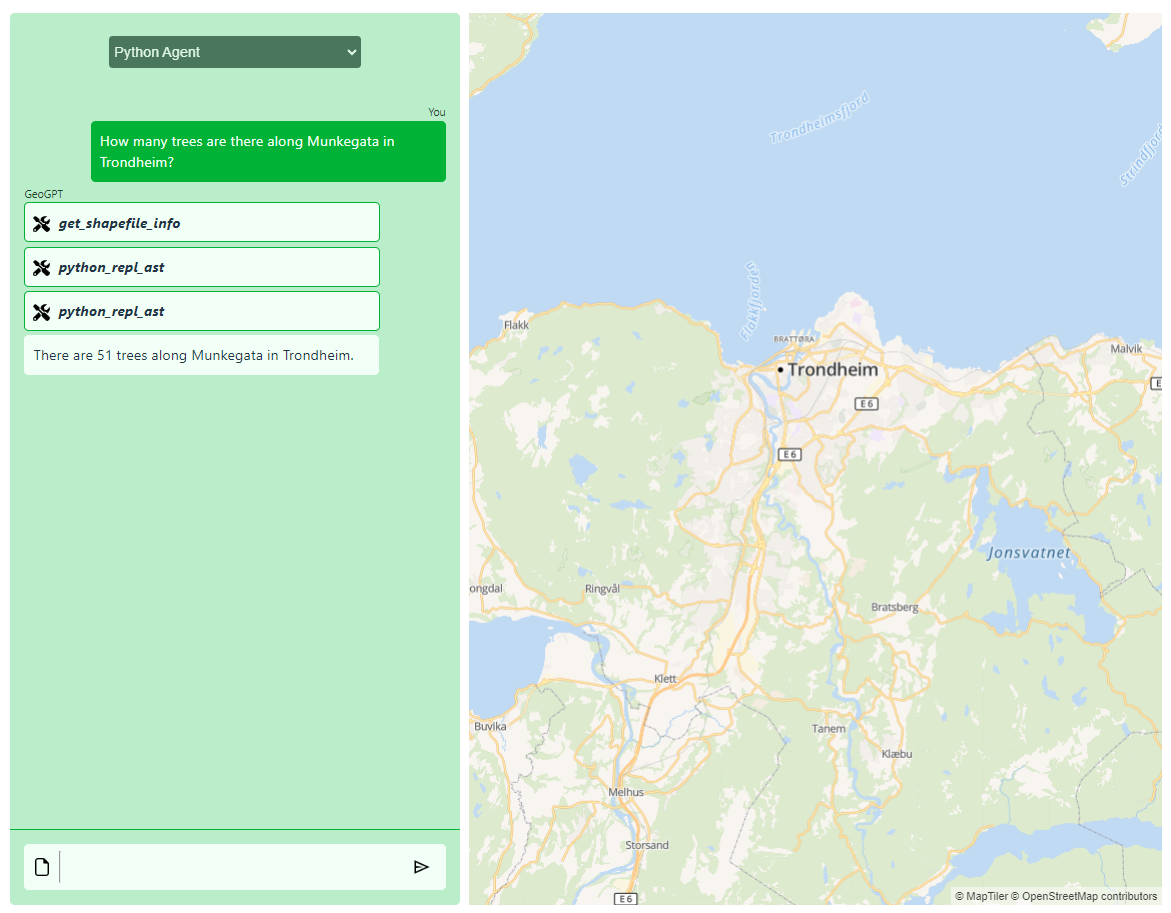 Python Agent
You
How many trees are there along Munkegata in
Trondheim?
GeoGPT
get_shapefile_info
python_repl_ast
python_repl_ast
There are 51 trees along Munkegata in Trondheim.
Trondheimsfjord
Strindfjord
Flakkfjorden
Flakk
BRATTØRA
Malvik
Trondheim
E6
E6
Jonsvatnet
ongdal
Ringvål
Bratsberg
Klett
Buvika
Tanem
Klæbu
Melhus
Storsand
E6
© MapTiler © OpenStreetMap contributors